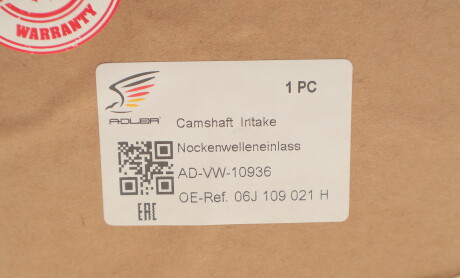 WARRANTY
1 PC
ADLER
Camshaft Intake
Nockenwelleneinlass
AD-VW-10936
OE-Ref. 06J 109 021 H
EAC